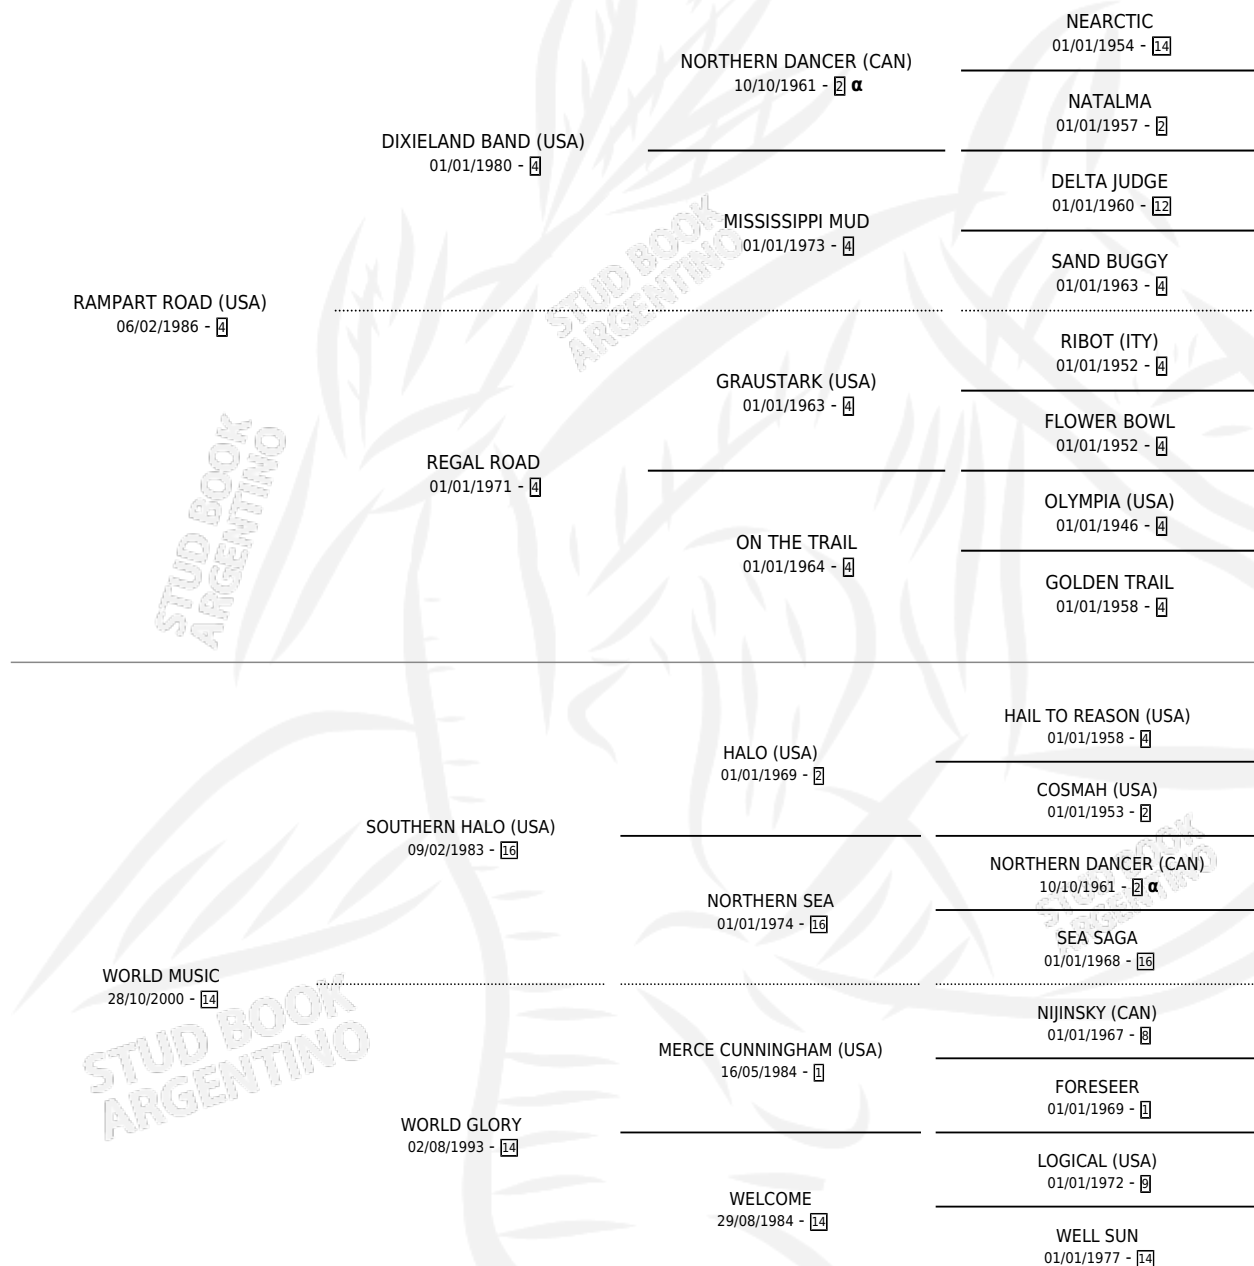 NEARCTIC
01/01/1954 - 14
NORTHERN DANCER (CAN)
10/10/1961 - 2 α
NATALMA
01/01/1957 - 2
DIXIELAND BAND (USA)
01/01/1980 - 4
DELTA JUDGE
01/01/1960 - 12
MISSISSIPPI MUD
01/01/1973 - 4
SAND BUGGY
01/01/1963 - 4
RAMPART ROAD (USA)
06/02/1986 - 4
RIBOT (ITY)
01/01/1952 - 4
GRAUSTARK (USA)
01/01/1963 - 4
FLOWER BOWL
01/01/1952 - 4
REGAL ROAD
01/01/1971 - 4
OLYMPIA (USA)
01/01/1946 - 4
ON THE TRAIL
01/01/1964 - 4
GOLDEN TRAIL
01/01/1958 - 4
STUD BOOK
ARGENTINO
STUD BOOK
ARGENTINO
HAIL TO REASON (USA)
01/01/1958 - 4
HALO (USA)
01/01/1969 - 2
COSMAH (USA)
01/01/1953 - 2
SOUTHERN HALO (USA)
09/02/1983 - 16
NORTHERN DANCER (CAN)
10/10/1961 - 2 α
NORTHERN SEA
01/01/1974 - 16
SEA SAGA
01/01/1968 - 16
WORLD MUSIC
28/10/2000 - 14
NIJINSKY (CAN)
01/01/1967 - 8
MERCE CUNNINGHAM (USA)
16/05/1984 - 1
FORESEER
01/01/1969 - 1
WORLD GLORY
02/08/1993 - 14
LOGICAL (USA)
01/01/1972 - 9
WELCOME
29/08/1984 - 14
WELL SUN
01/01/1977 - 14
STUD BOOK
ARGENTINO
STUD BOOK
ARGENTINO